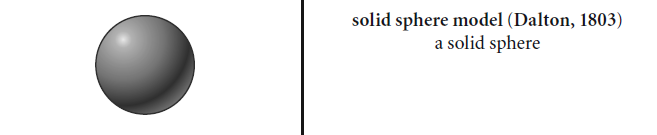 solid sphere model (Dalton, 1803)
a solid sphere